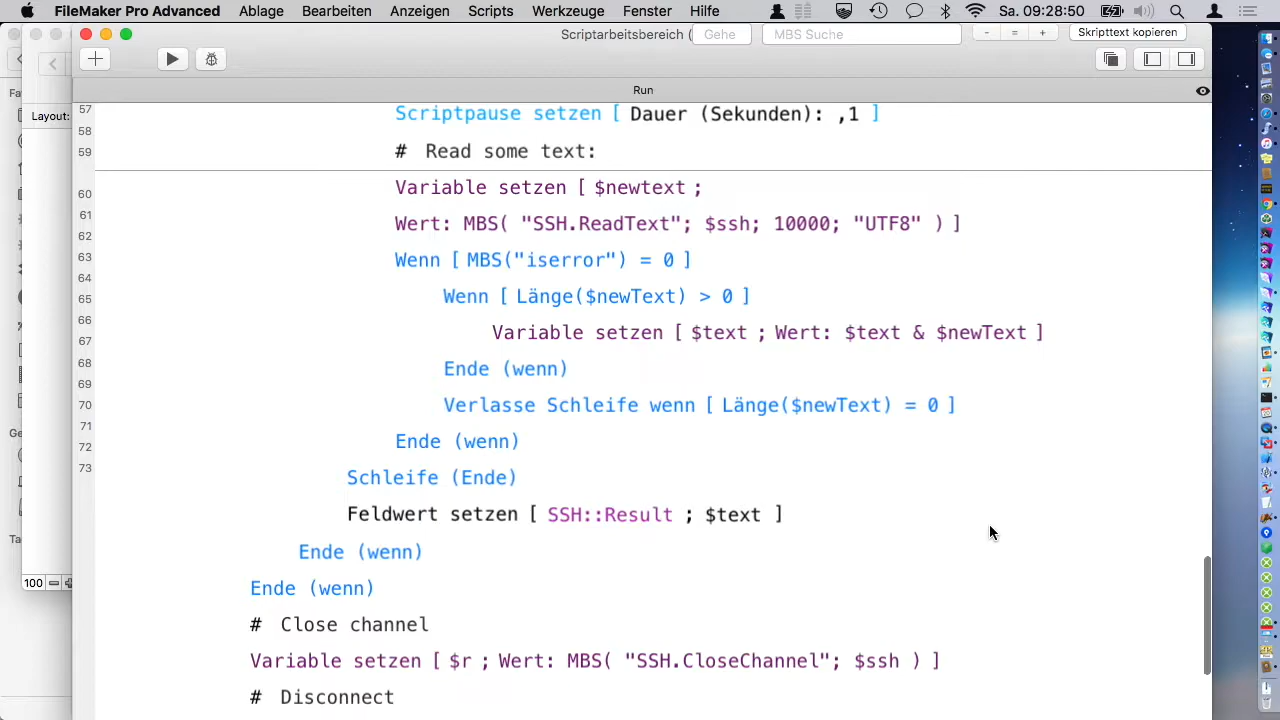 FileMaker Pro Advanced Ablage Bearbeiten Anzeigen Scripts Werkzeuge Fenster Hilfe Sa. 09:28:50
Scriptarbeitsbereich ( Gehe MBS Suche - = + Skripttext kopieren
Run
Fa
Layout:
Ge
Ta
100
57
58
59
60
61
62
63
64
65
66
67
68
69
70
71
72
73
Scriptpause setzen [ Dauer (Sekunden): ,1 ]
# Read some text:
Variable setzen [ $newtext ;
Wert: MBS( "SSH.ReadText"; $ssh; 10000; "UTF8" ) ]
Wenn [ MBS("iserror") = 0 ]
Wenn [ Länge($newText) > 0 ]
Variable setzen [ $text ; Wert: $text & $newText ]
Ende (wenn)
Verlasse Schleife wenn [ Länge($newText) = 0 ]
Ende (wenn)
Schleife (Ende)
Feldwert setzen [ SSH::Result ; $text ]
Ende (wenn)
Ende (wenn)
# Close channel
Variable setzen [ $r ; Wert: MBS( "SSH.CloseChannel"; $ssh ) ]
# Disconnect